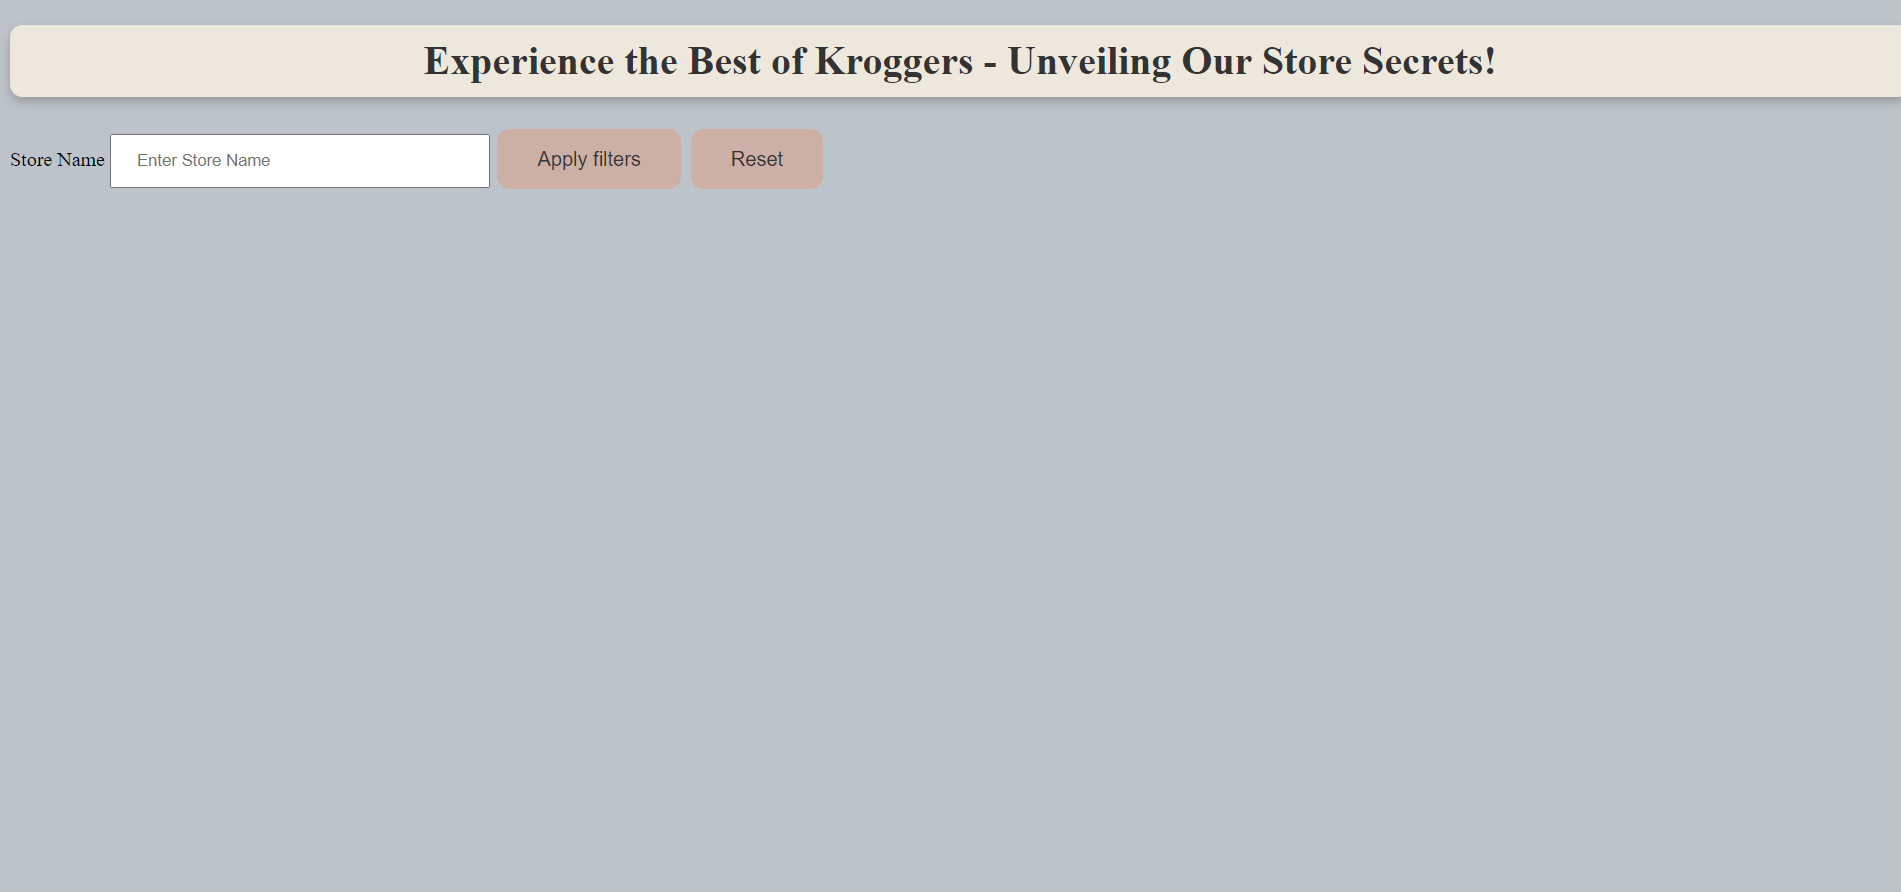 Experience the Best of Kroggers - Unveiling Our Store Secrets!
Store Name Enter Store Name Apply filters Reset